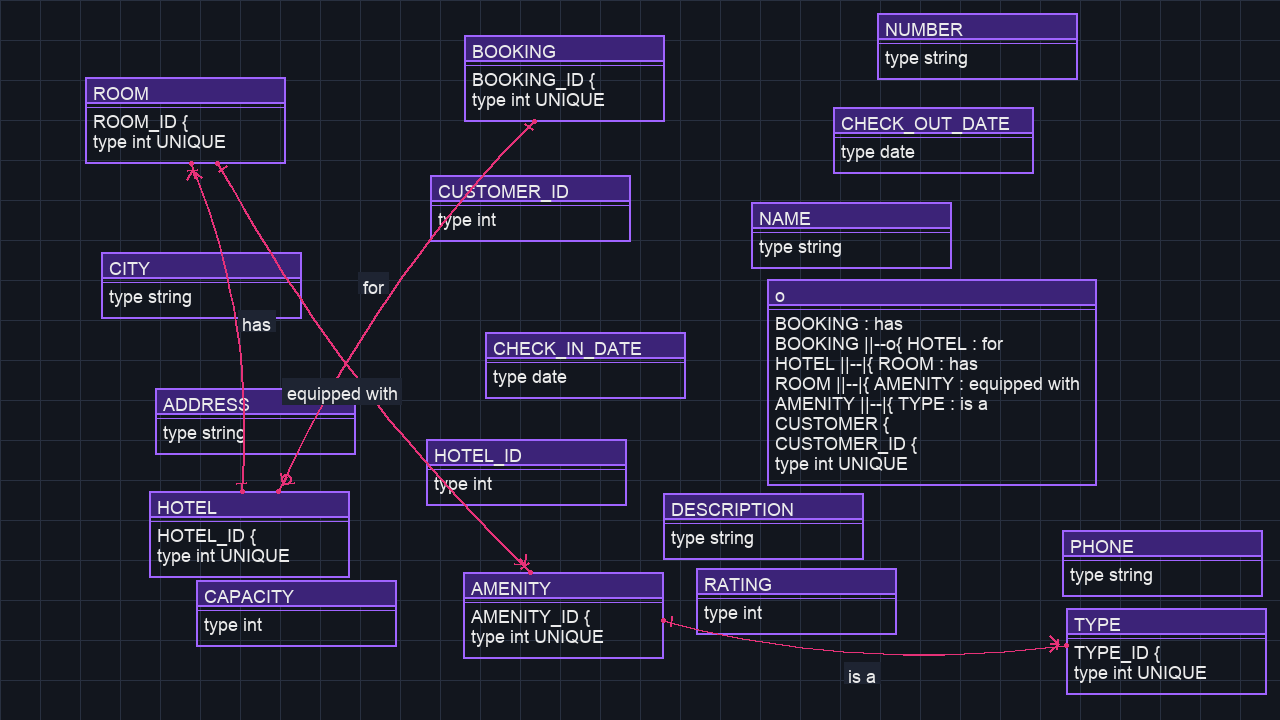 NUMBER
type string
BOOKING
BOOKING_ID {
type int UNIQUE
ROOM
ROOM_ID {
type int UNIQUE
CHECK_OUT_DATE
type date
CUSTOMER_ID
type int
NAME
type string
CITY
type string
for
has
o
BOOKING : has
BOOKING ||--o{ HOTEL : for
HOTEL ||--|{ ROOM : has
ROOM ||--|{ AMENITY : equipped with
AMENITY ||--|{ TYPE : is a
CUSTOMER {
CUSTOMER_ID {
type int UNIQUE
CHECK_IN_DATE
type date
equipped with
ADDRESS
type string
HOTEL_ID
type int
HOTEL
HOTEL_ID {
type int UNIQUE
DESCRIPTION
type string
PHONE
type string
CAPACITY
type int
AMENITY
AMENITY_ID {
type int UNIQUE
RATING
type int
TYPE
TYPE_ID {
type int UNIQUE
is a